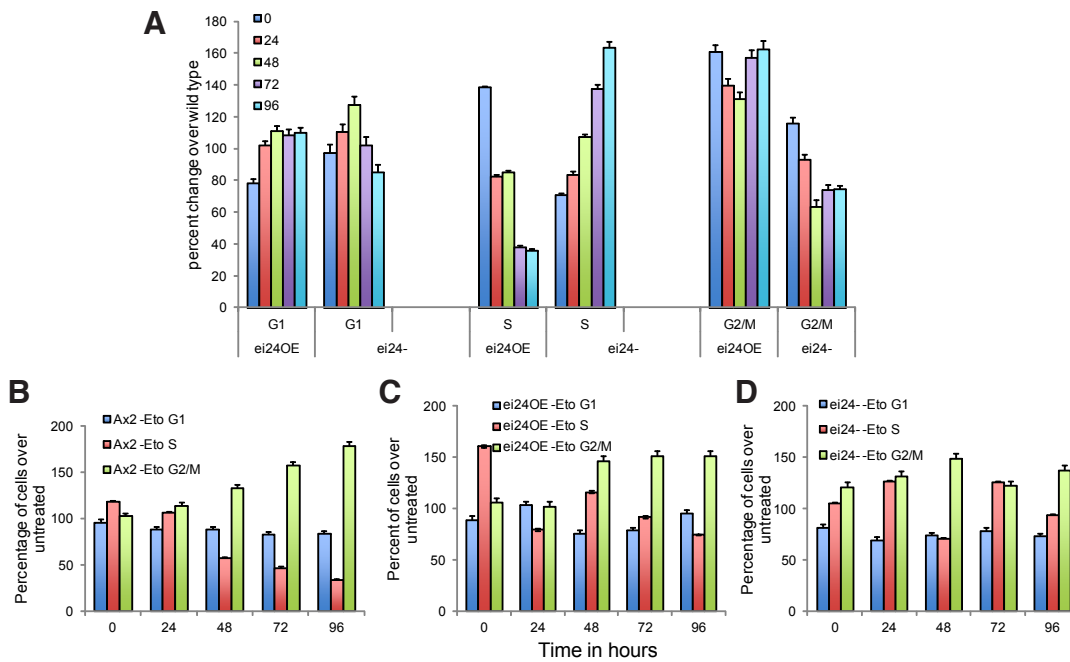 A
percent change over wild type
180
160
140
120
100
80
60
40
20
0
0
24
48
72
96
G1 G1 S S G2/M G2/M
ei24OE ei24- ei24OE ei24- ei24OE ei24-
B
Percentage of cells over
untreated
200
150
100
50
0
Ax2 -Eto G1
Ax2 -Eto S
Ax2 -Eto G2/M
0 24 48 72 96
C
Percent of cells over
untreated
200
150
100
50
0
ei24OE -Eto G1
ei24OE -Eto S
ei24OE -Eto G2/M
0 24 48 72 96
Time in hours
D
Percentage of cells over
untreated
200
150
100
50
0
ei24- -Eto G1
ei24- -Eto S
ei24- -Eto G2/M
0 24 48 72 96